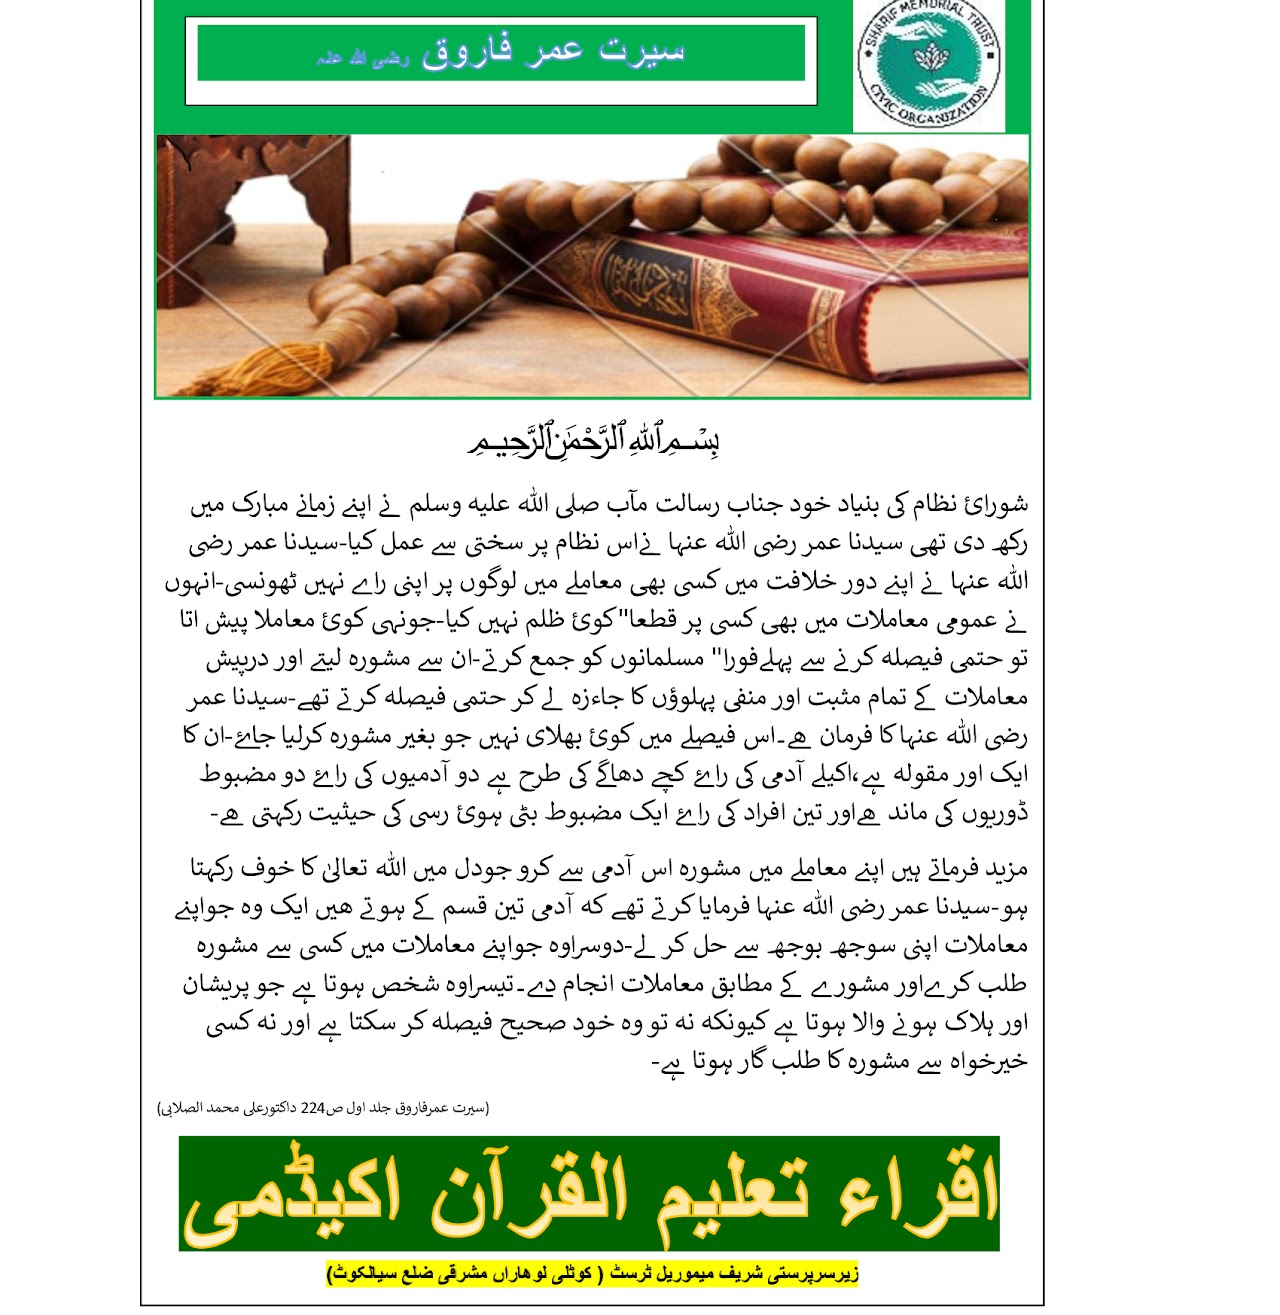 سیرت عمر فاروق رضی اللہ عنہ
SHARIF MEMORIAL TRUST
CIVIC ORGANIZATION
بِسْمِ ٱللَّهِ ٱلرَّحْمَٰنِ ٱلرَّحِيمِ
شورائ نظام کی بنیاد خود جناب رسالت مآب صلی اللہ علیہ وسلم نے اپنے زمانے مبارک میں
رکھ دی تھی سیدنا عمر رضی اللہ عنہا نےاس نظام پر سختی سے عمل کیا-سیدنا عمر رضی
اللہ عنہا نے اپنے دور خلافت میں کسی بھی معاملے میں لوگوں پر اپنی راے نہیں ٹھونسی-انہوں
نے عمومی معاملات میں بھی کسی پر قطعا"کوئ ظلم نہیں کیا-جونہی کوئ معاملا پیش اتا
تو حتمی فیصلہ کرنے سے پہلےفورا" مسلمانوں کو جمع کرتے-ان سے مشورہ لیتے اور درپیش
معاملات کے تمام مثبت اور منفی پہلوؤں کا جاءزہ لے کر حتمی فیصلہ کرتے تھے-سیدنا عمر
رضی اللہ عنہا کا فرمان ھے۔اس فیصلے میں کوئ بھلای نہیں جو بغیر مشورہ کرلیا جاۓ-ان کا
ایک اور مقولہ ہے،اکیلے آدمی کی راۓ کچے دھاگے کی طرح ہے دو آدمیوں کی راۓ دو مضبوط
ڈوریوں کی ماند ھےاور تین افراد کی راۓ ایک مضبوط بٹی ہوئ رسی کی حیثیت رکہتی ھے-
مزید فرماتے ہیں اپنے معاملے میں مشورہ اس آدمی سے کرو جودل میں اللہ تعالیٰ کا خوف رکہتا
ہو-سیدنا عمر رضی اللہ عنہا فرمایا کرتے تھے کہ آدمی تین قسم کے ہوتے ھیں ایک وہ جواپنے
معاملات اپنی سوجھ بوجھ سے حل کر لے-دوسراوہ جواپنے معاملات میں کسی سے مشورہ
طلب کرےاور مشورے کے مطابق معاملات انجام دے۔تیسراوہ شخص ہوتا ہے جو پریشان
اور ہلاک ہونے والا ہوتا ہے کیونکہ نہ تو وہ خود صحیح فیصلہ کر سکتا ہے اور نہ کسی
خیرخواہ سے مشورہ کا طلب گار ہوتا ہے-
(سیرت عمرفاروق جلد اول ص224 داکتورعلی محمد الصلابی)
اقراء تعلیم القرآن اکیڈمی
زیرسرپرستی شریف میموریل ٹرسٹ ( کوٹلی لوھاراں مشرقی ضلع سیالکوٹ)